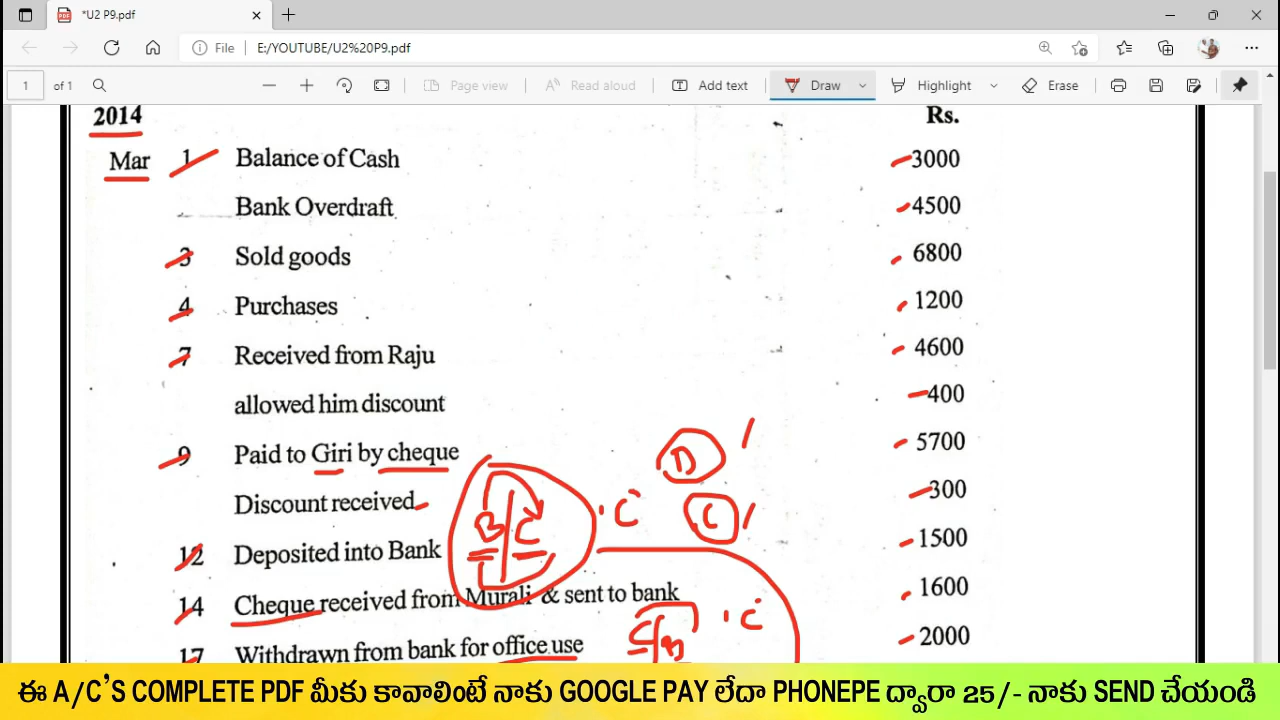 *U2 P9.pdf
File E:/YOUTUBE/U2%20P9.pdf
1 of 1 Page view Read aloud Add text Draw Highlight Erase
2014 Rs.
Mar 1 Balance of Cash 3000
Bank Overdraft 4500
3 Sold goods 6800
4 Purchases 1200
7 Received from Raju 4600
allowed him discount 400
9 Paid to Giri by cheque 5700
Discount received 300
12 Deposited into Bank 1500
14 Cheque received from Murali & sent to bank 1600
17 Withdrawn from bank for office use 2000
D
C
C
B/C
C
C/B
ఈ A/C'S COMPLETE PDF మీకు కావాలంటే నాకు GOOGLE PAY లేదా PHONEPE ద్వారా 25/- నాకు SEND చేయండి